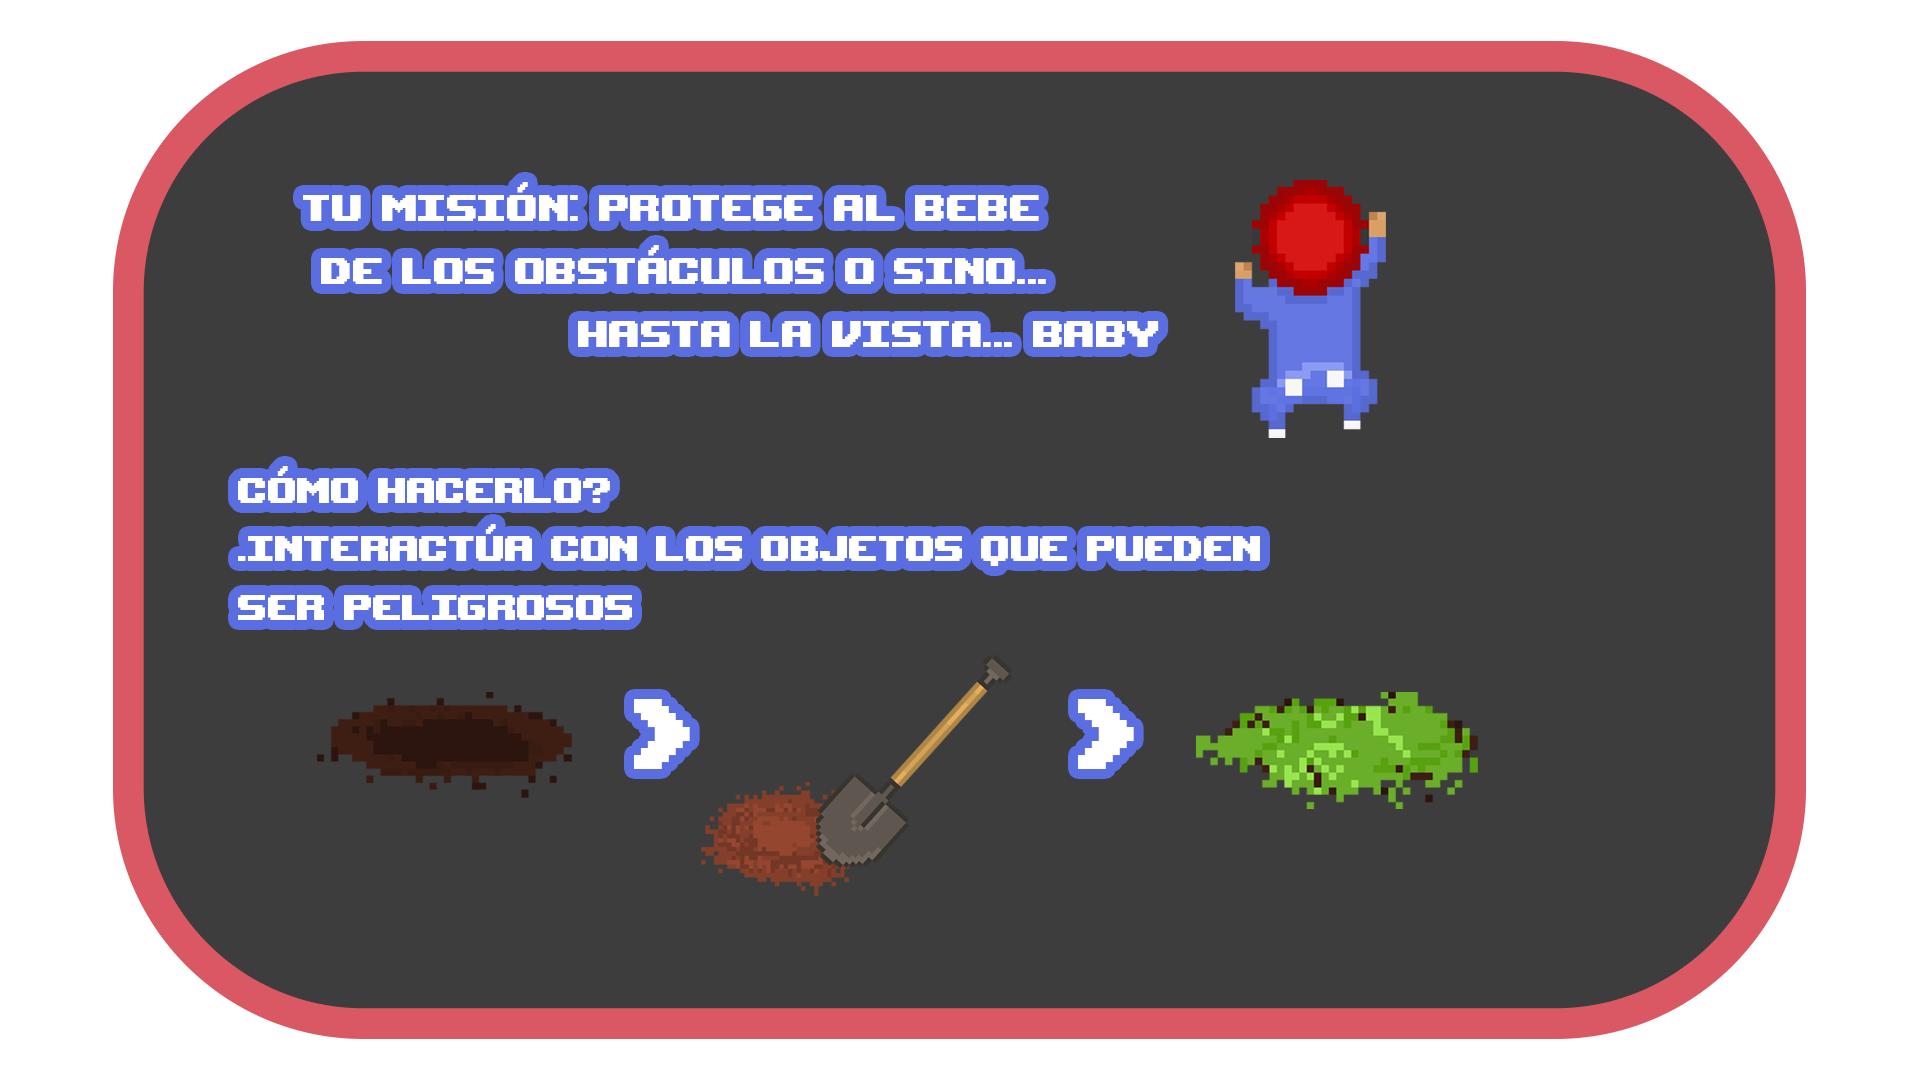 TU MISIÓN: PROTEGE AL BEBE
DE LOS OBSTÁCULOS O SINO...
HASTA LA VISTA... BABY
CÓMO HACERLO?
.INTERACTÚA CON LOS OBJETOS QUE PUEDEN
SER PELIGROSOS